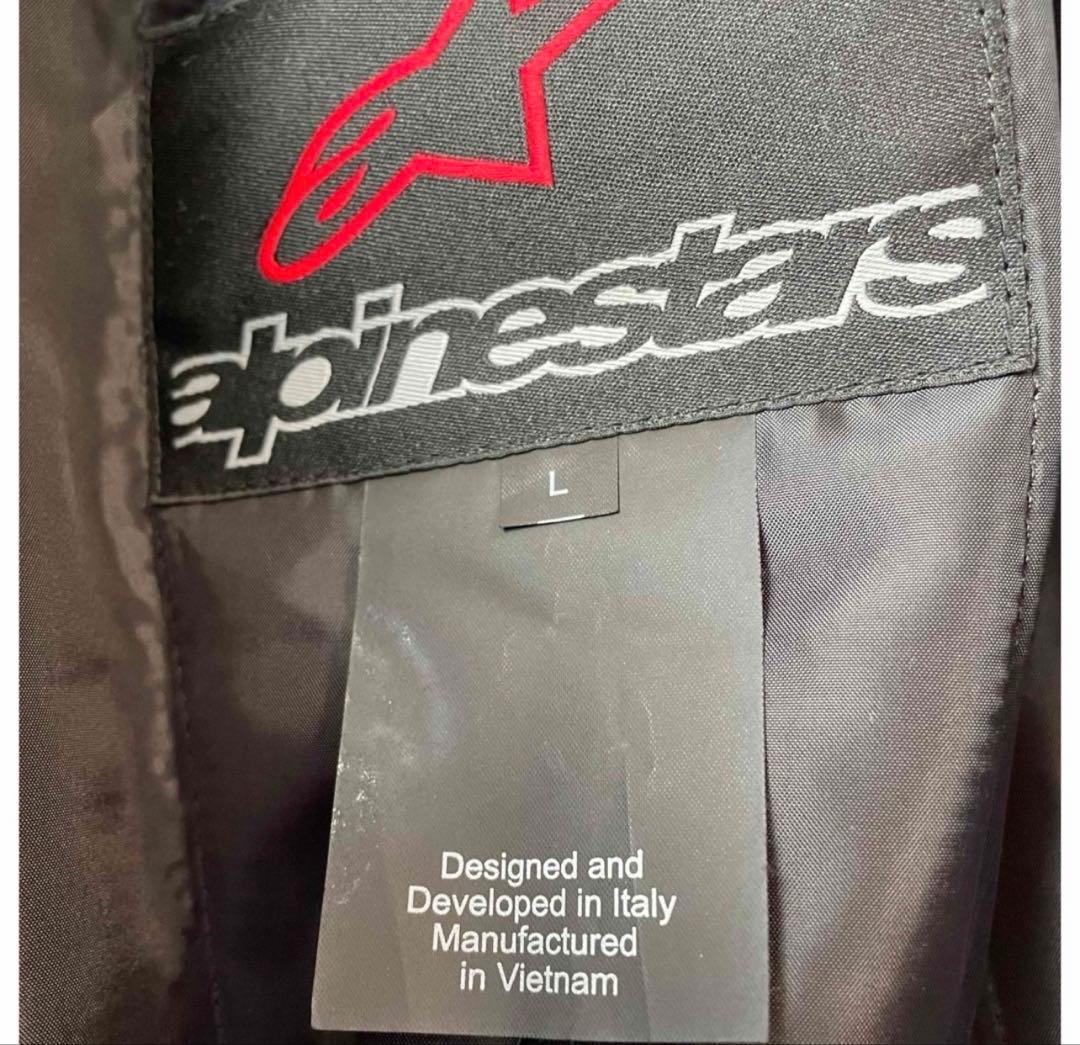 alpinestars
L
Designed and
Developed in Italy
Manufactured
in Vietnam